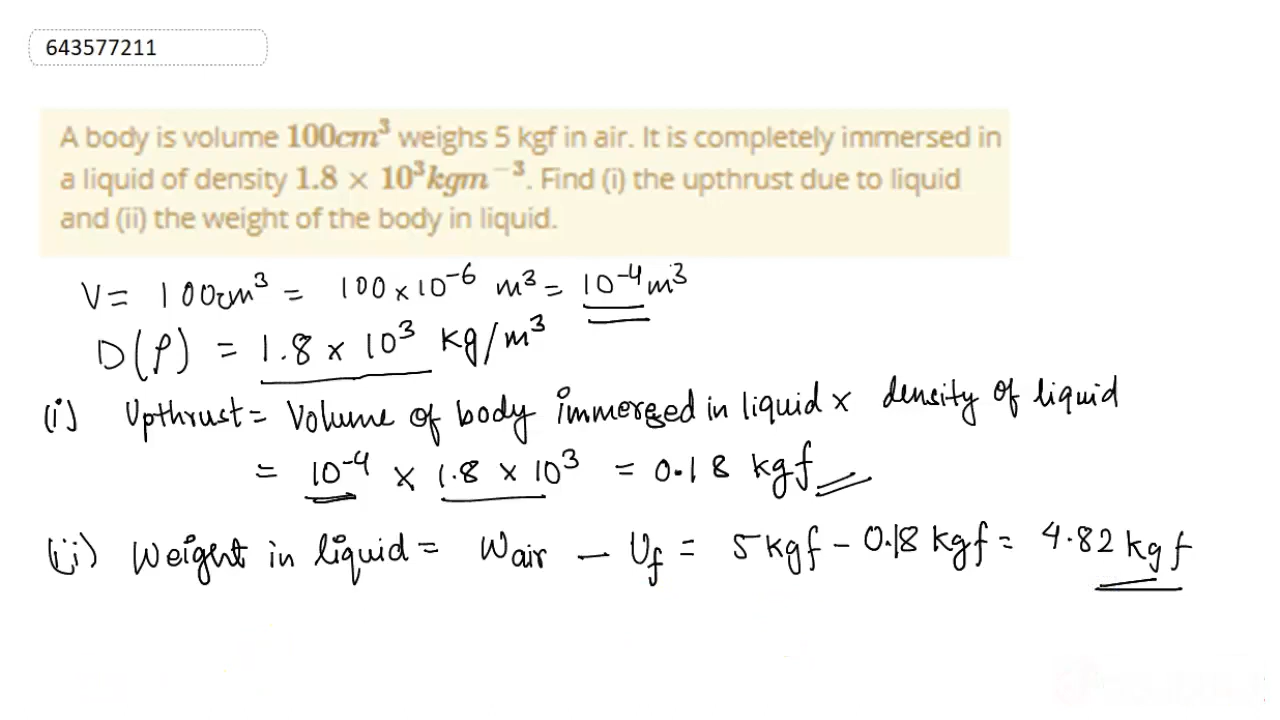 643577211
A body is volume 100cm³ weighs 5 kgf in air. It is completely immersed in
a liquid of density 1.8 × 10³kgm⁻³. Find (i) the upthrust due to liquid
and (ii) the weight of the body in liquid.
V = 100cm³ = 100 × 10⁻⁶ m³ = 10⁻⁴ m³
D(ρ) = 1.8 × 10³ kg/m³
(i) Upthrust = Volume of body immersed in liquid × density of liquid
= 10⁻⁴ × 1.8 × 10³ = 0.18 kgf
(ii) Weight in liquid = Wair − Uf = 5 kgf − 0.18 kgf = 4.82 kgf